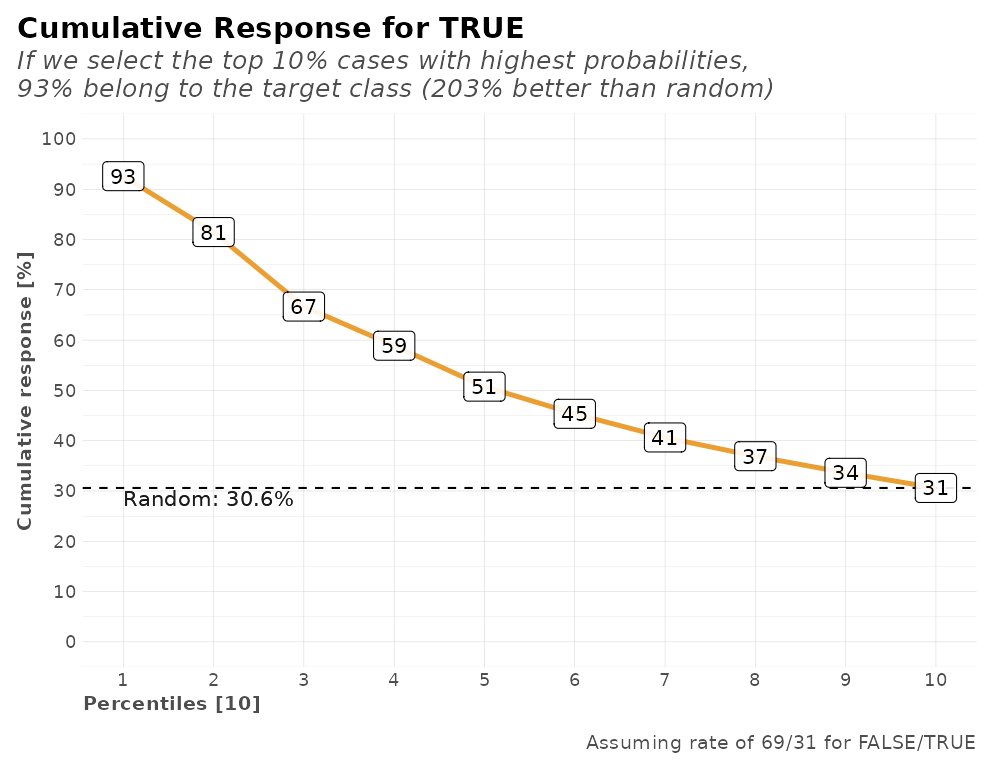 Cumulative Response for TRUE
If we select the top 10% cases with highest probabilities,
93% belong to the target class (203% better than random)
Cumulative response [%]
100
90
80
70
60
50
40
30
20
10
0
93
81
67
59
51
45
41
37
34
31
Random: 30.6%
1 2 3 4 5 6 7 8 9 10
Percentiles [10]
Assuming rate of 69/31 for FALSE/TRUE